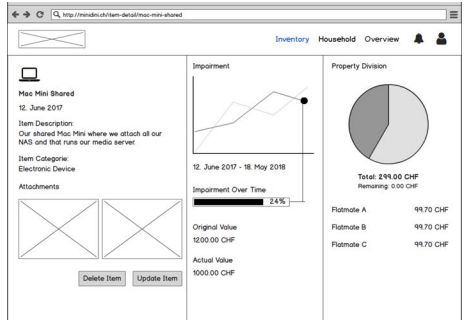 http://minidini.ch/item-detail/mac-mini-shared
Inventory Household Overview
Mac Mini Shared
12. June 2017
Item Description:
Our shared Mac Mini where we attach all our
NAS and that runs our media server.
Item Categorie:
Electronic Device
Attachments
Delete Item
Update Item
Impairment
12. June 2017 - 18. May 2018
Impairment Over Time
24%
Original Value
1200.00 CHF
Actual Value
1000.00 CHF
Property Division
Total: 299.00 CHF
Remaining: 0.00 CHF
Flatmate A 99.70 CHF
Flatmate B 99.70 CHF
Flatmate C 99.70 CHF